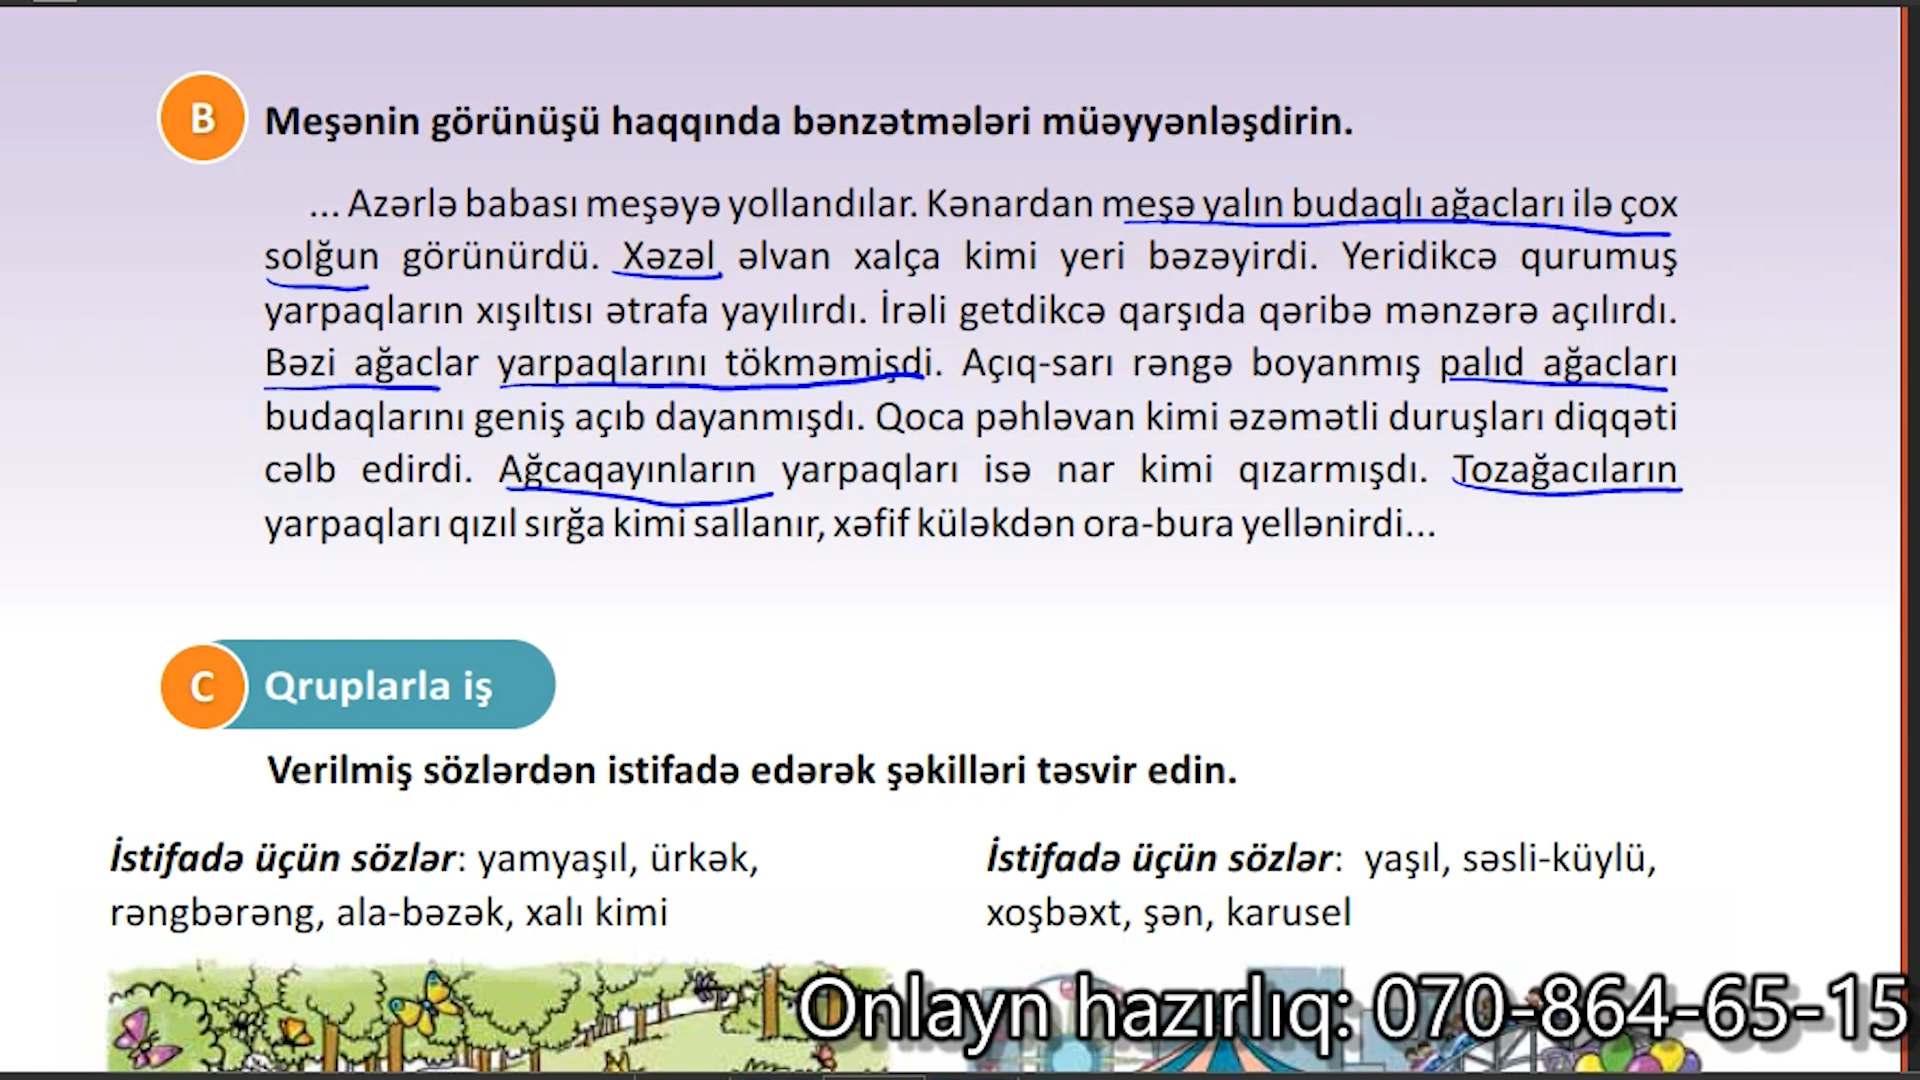 B Meşənin görünüşü haqqında bənzətmələri müəyyənləşdirin.
... Azərlə babası meşəyə yollandılar. Kənardan meşə yalın budaqlı ağacları ilə çox
solğun görünürdü. Xəzəl əlvan xalça kimi yeri bəzəyirdi. Yeridikcə qurumuş
yarpaqların xışıltısı ətrafa yayılırdı. İrəli getdikcə qarşıda qəribə mənzərə açılırdı.
Bəzi ağaclar yarpaqlarını tökməmişdi. Açıq-sarı rəngə boyanmış palıd ağacları
budaqlarını geniş açıb dayanmışdı. Qoca pəhləvan kimi əzəmətli duruşları diqqəti
cəlb edirdi. Ağcaqayınların yarpaqları isə nar kimi qızarmışdı. Tozağacıların
yarpaqları qızıl sırğa kimi sallanır, xəfif küləkdən ora-bura yellənirdi...
C Qruplarla iş
Verilmiş sözlərdən istifadə edərək şəkilləri təsvir edin.
İstifadə üçün sözlər: yamyaşıl, ürkək,
rəngbərəng, ala-bəzək, xalı kimi
İstifadə üçün sözlər: yaşıl, səsli-küylü,
xoşbəxt, şən, karusel
Onlayn hazırlıq: 070-864-65-15